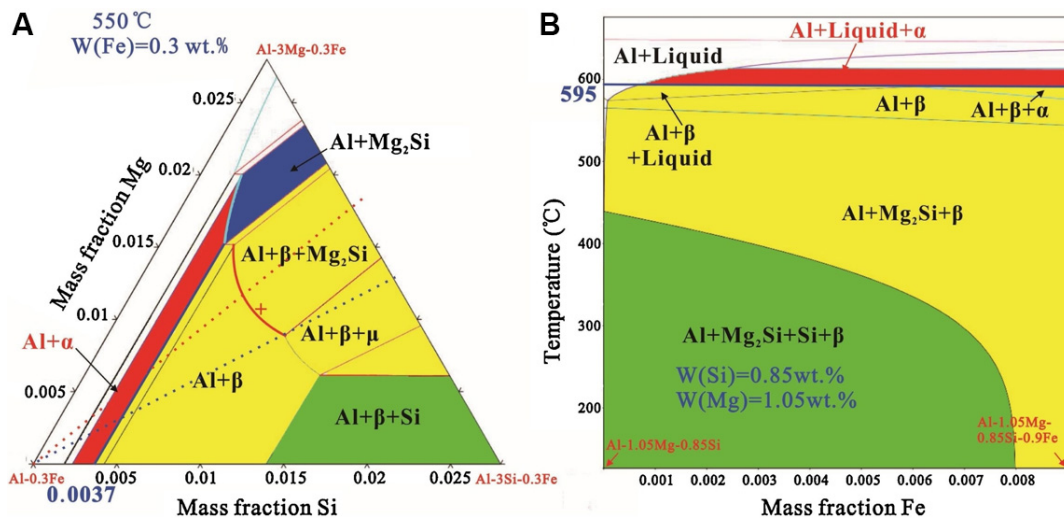 A
550 ℃
W(Fe)=0.3 wt.%
Al-3Mg-0.3Fe
0.025
Al+Mg₂Si
0.02
Mass fraction Mg
0.015
Al+β+Mg₂Si
0.01
Al+α
Al+β+μ
0.005
Al+β
Al+β+Si
Al-0.3Fe
0.0037
0.005
0.01
0.015
0.02
0.025
Al-3Si-0.3Fe
Mass fraction Si
B
Al+Liquid+α
Al+Liquid
600
595
Al+β
Al+β+α
Al+β
+Liquid
500
Al+Mg₂Si+β
400
Temperature (℃)
300
Al+Mg₂Si+Si+β
W(Si)=0.85wt.%
W(Mg)=1.05wt.%
200
Al-1.05Mg-0.85Si
Al-1.05Mg-
0.85Si-0.9Fe
0.001
0.002
0.003
0.004
0.005
0.006
0.007
0.008
Mass fraction Fe